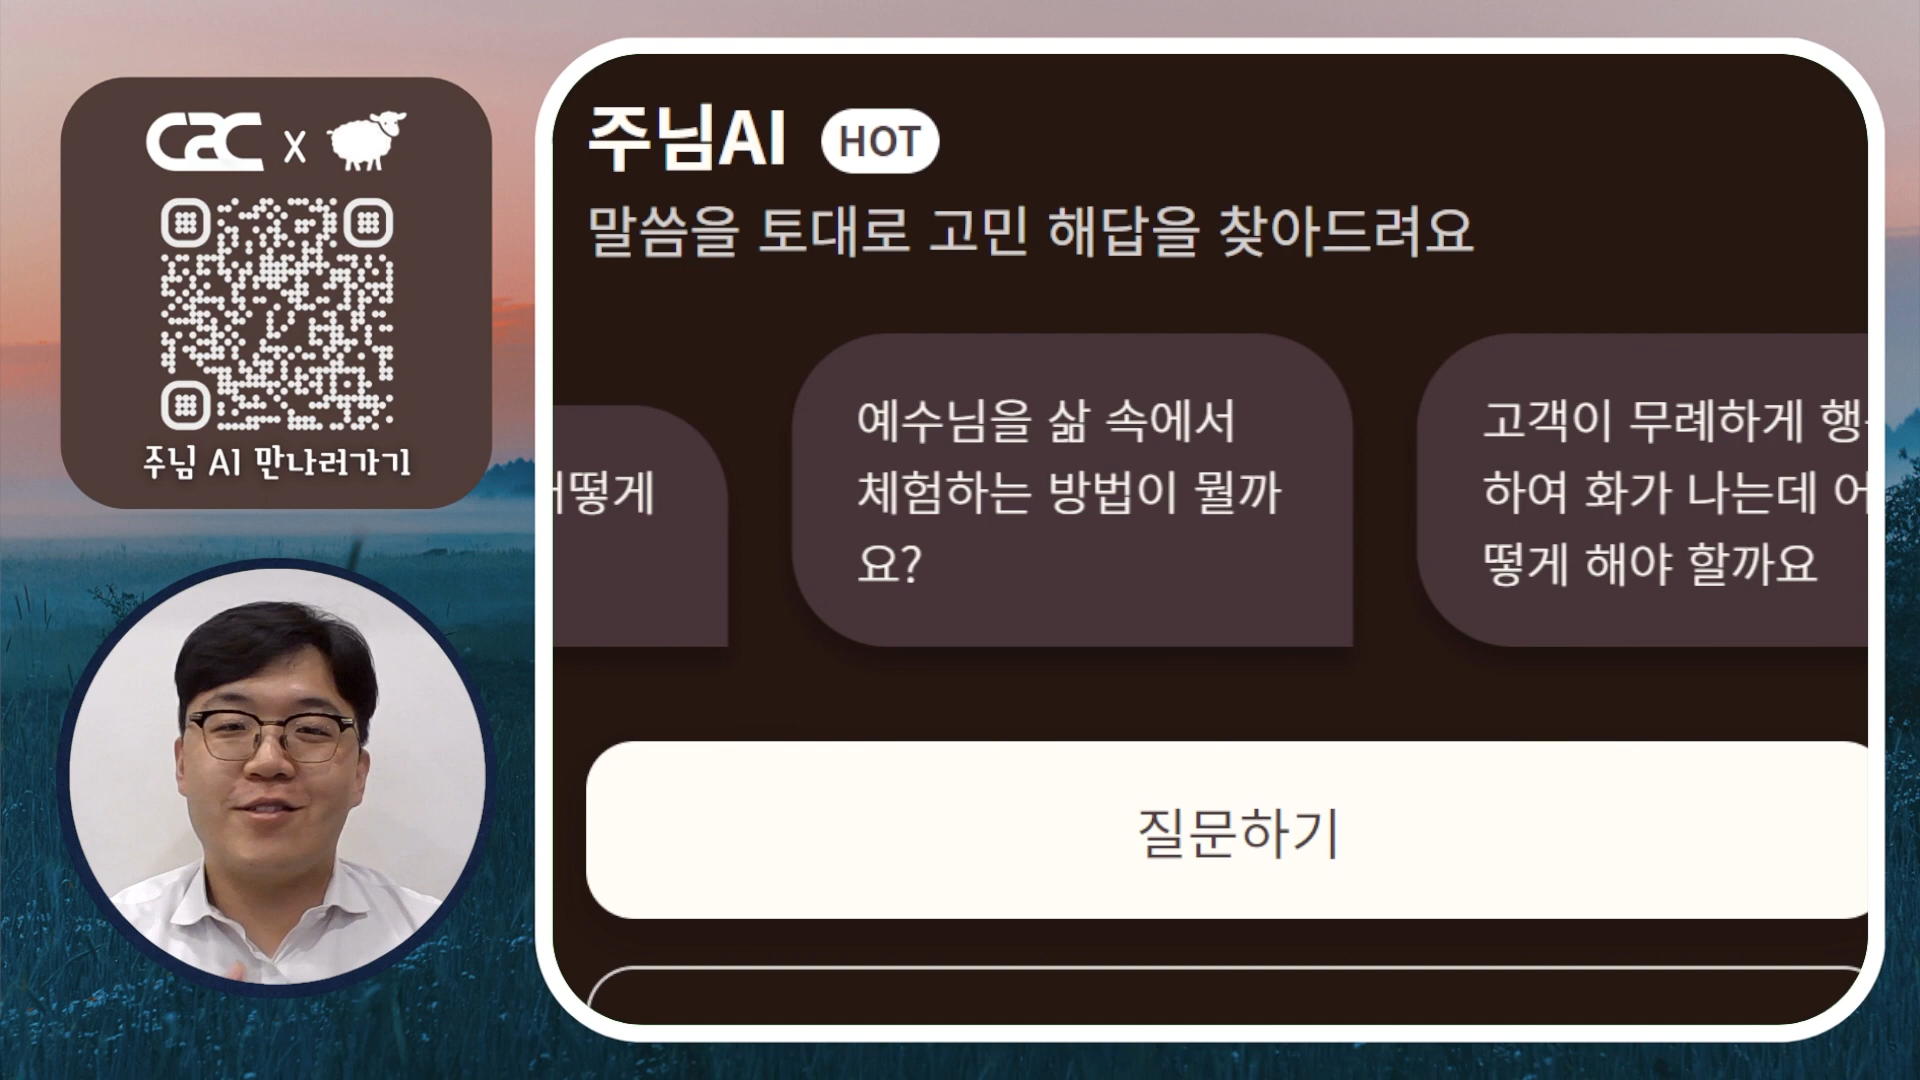 cac X
주님 AI 만나러가기
주님AI HOT
말씀을 토대로 고민 해답을 찾아드려요
떻게
예수님을 삶 속에서
체험하는 방법이 뭘까
요?
고객이 무례하게
하여 화가 나는데
떻게 해야 할까요
질문하기